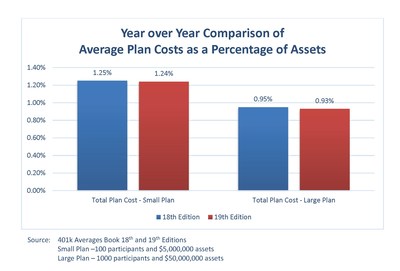 Year over Year Comparison of
Average Plan Costs as a Percentage of Assets
1.40%
1.20%
1.00%
0.80%
0.60%
0.40%
0.20%
0.00%
1.25%
1.24%
0.95%
0.93%
Total Plan Cost - Small Plan
Total Plan Cost - Large Plan
18th Edition
19th Edition
Source: 401k Averages Book 18th and 19th Editions
Small Plan –100 participants and $5,000,000 assets
Large Plan – 1000 participants and $50,000,000 assets